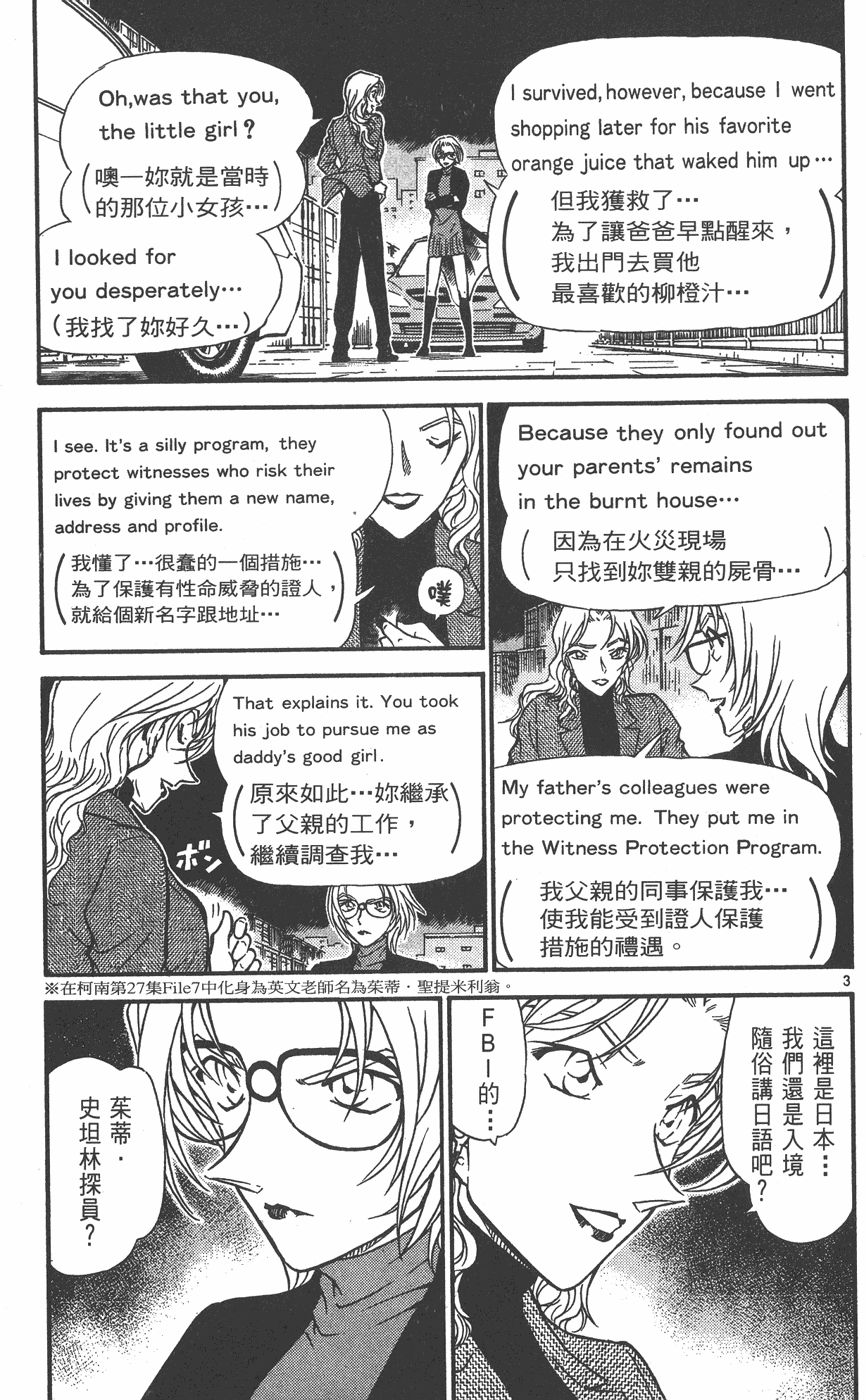 I survived, however, because I went
shopping later for his favorite
orange juice that waked him up…
(但我獲救了…
為了讓爸爸早點醒來，
我出門去買他
最喜歡的柳橙汁…)
Oh,was that you,
the little girl?
(噢—妳就是當時
的那位小女孩…)
I looked for
you desperately…
(我找了妳好久…)
Because they only found out
your parents' remains
in the burnt house…
(因為在火災現場
只找到妳雙親的屍骨…)
My father's colleagues were
protecting me. They put me in
the Witness Protection Program.
(我父親的同事保護我…
使我能受到證人保護
措施的禮遇。)
I see. It's a silly program, they
protect witnesses who risk their
lives by giving them a new name,
address and profile.
(我懂了…很蠢的一個措施…
為了保護有性命威脅的證人，
就給個新名字跟地址…)
噗
That explains it. You took
his job to pursue me as
daddy's good girl.
(原來如此…妳繼承
了父親的工作，
繼續調查我…)
ボン
※在柯南第27集File7中化身為英文老師名為茱蒂．聖提米利翁。
3
這裡是日本…
我們還是入境
隨俗講日語吧？
FBI的…
茱蒂．
史坦林探員？